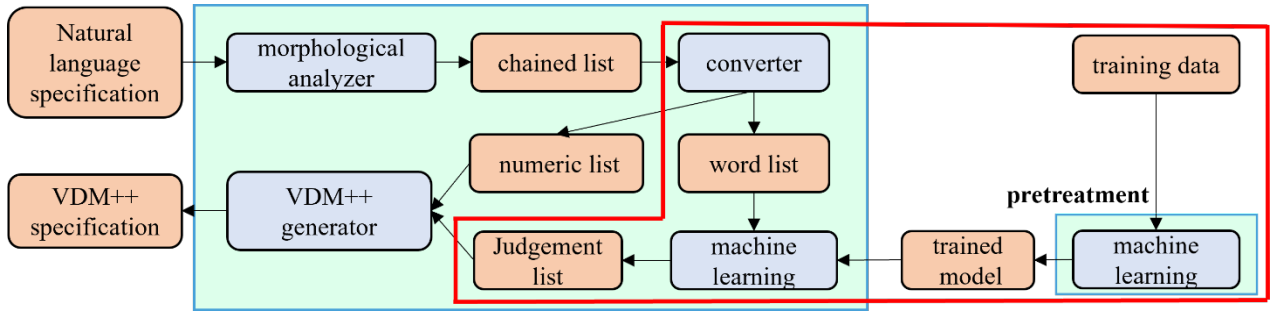 Natural
language
specification
morphological
analyzer
chained list
converter
training data
numeric list
word list
VDM++
specification
VDM++
generator
pretreatment
Judgement
list
machine
learning
trained
model
machine
learning